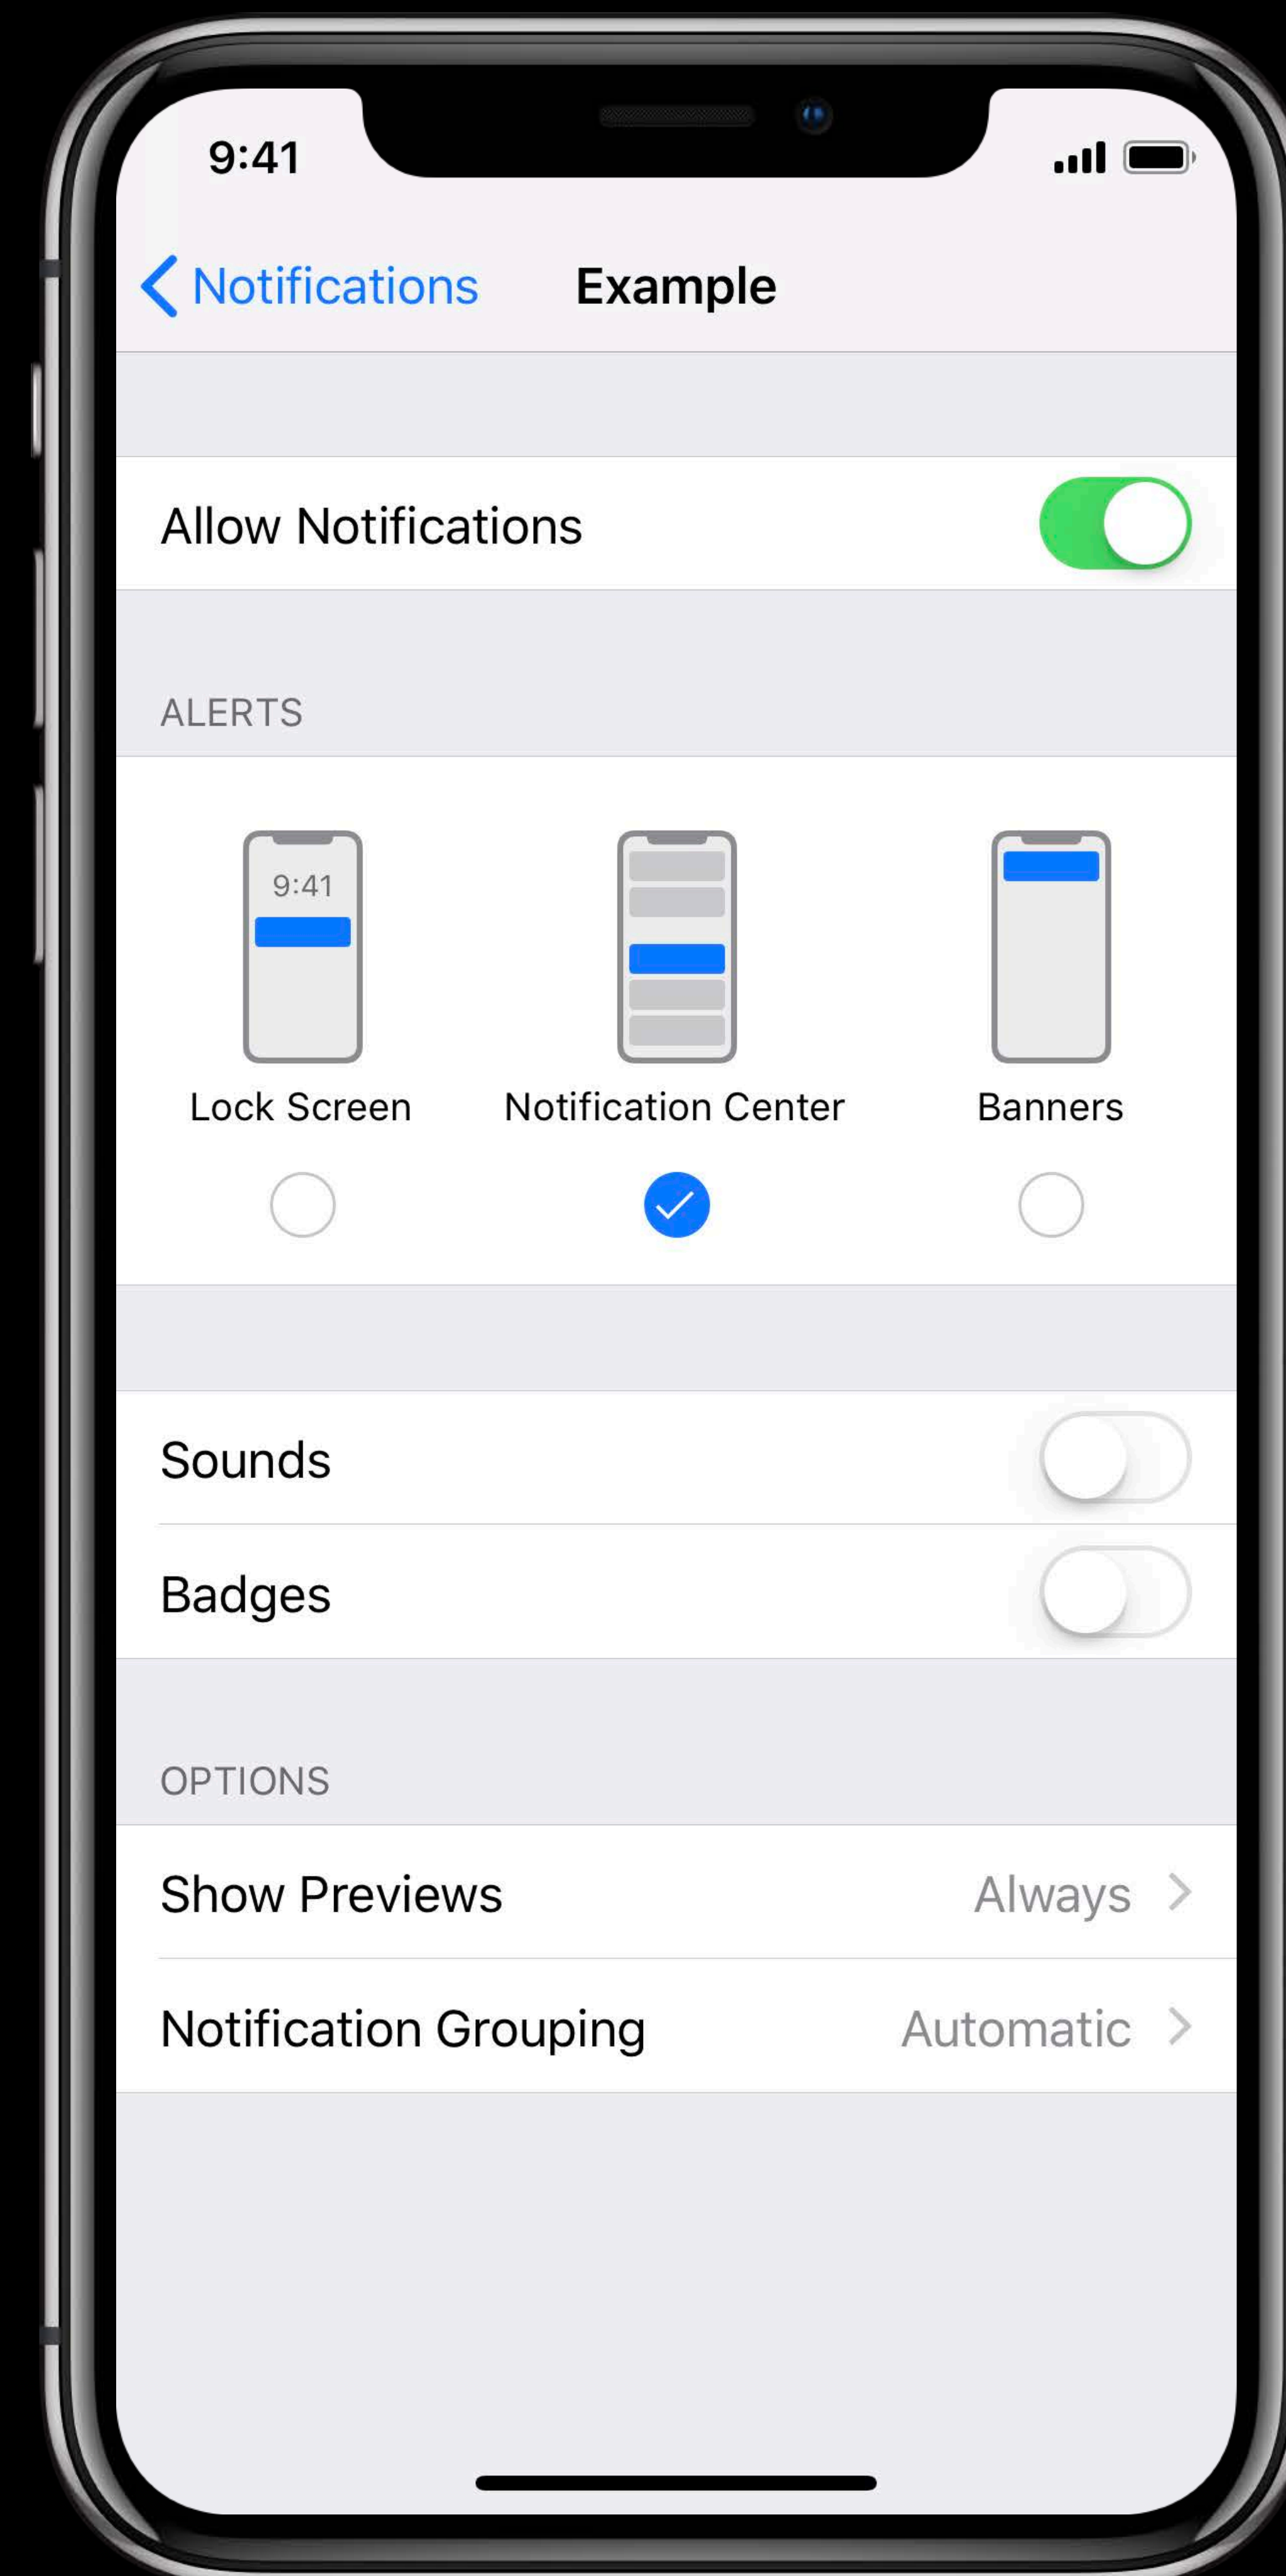 9:41
Notifications Example
Allow Notifications
ALERTS
9:41
Lock Screen Notification Center Banners
Sounds
Badges
OPTIONS
Show Previews Always
Notification Grouping Automatic